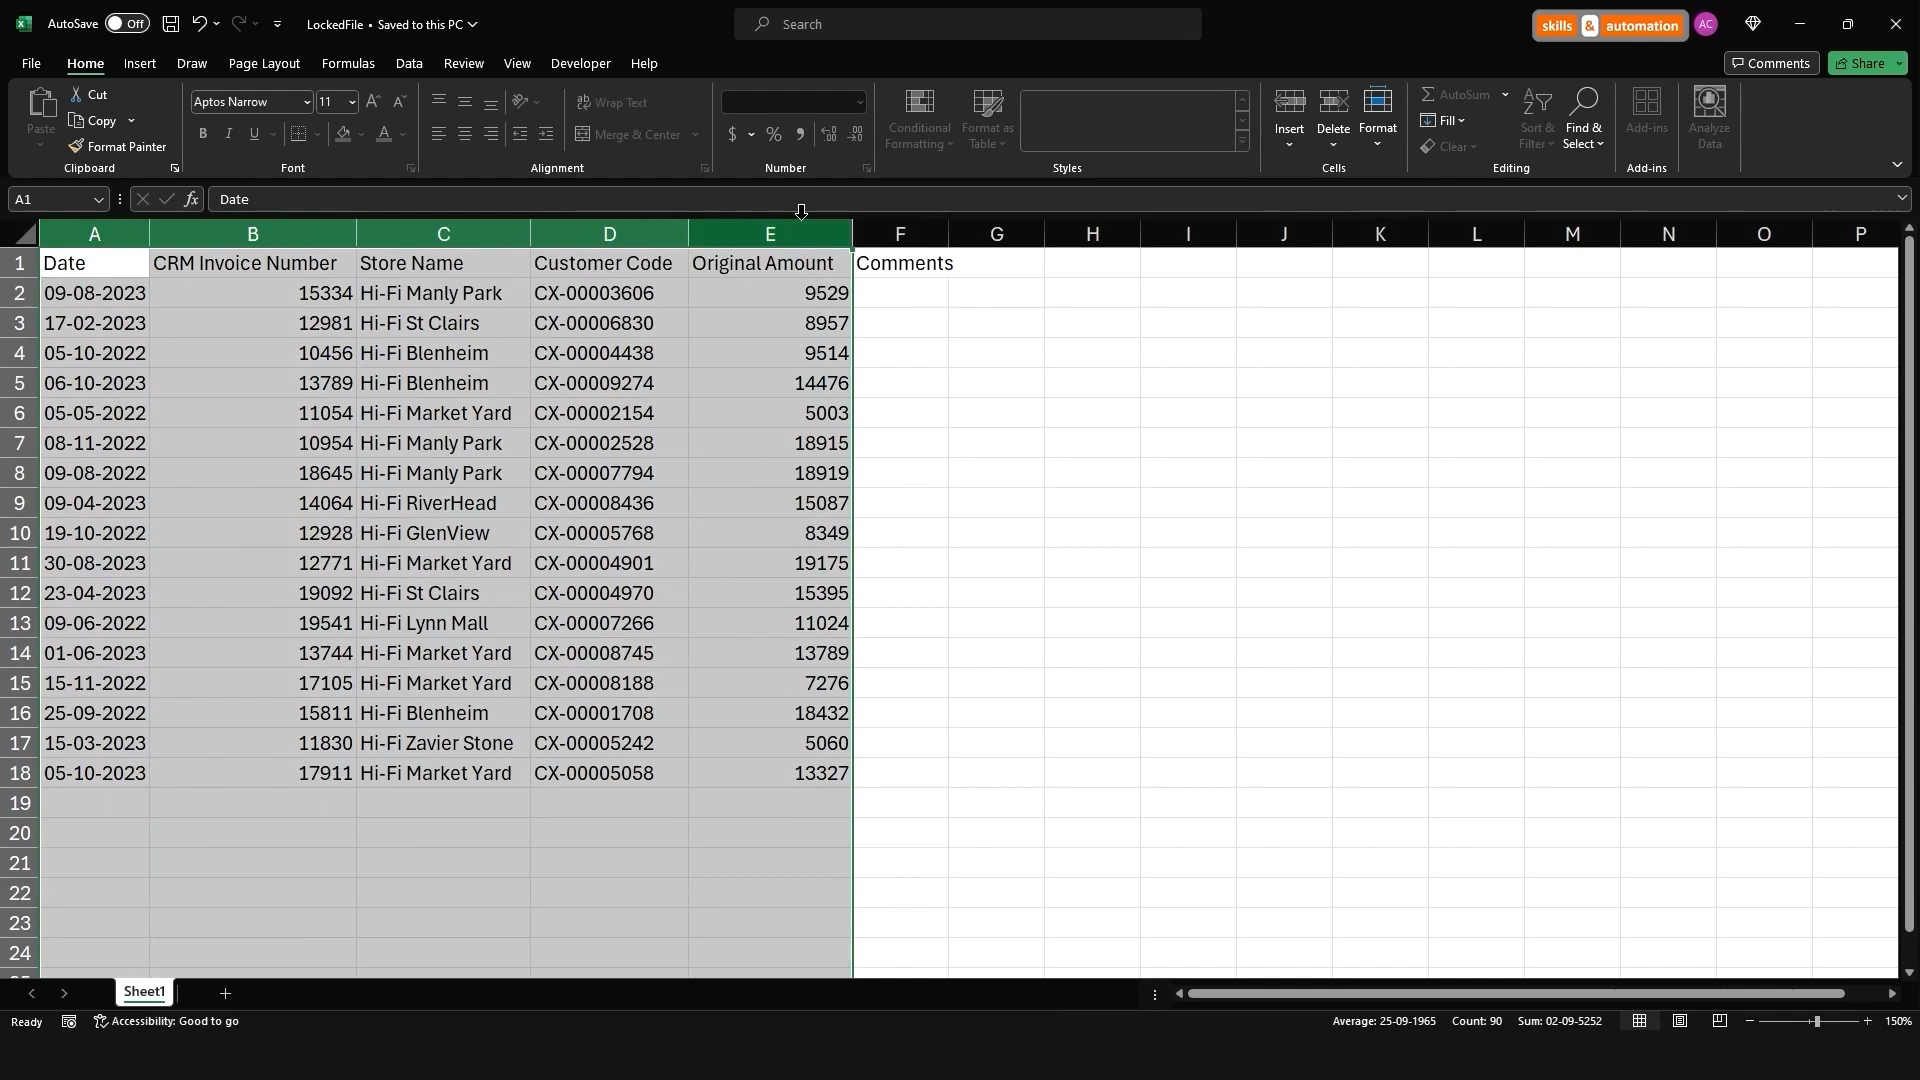 AutoSave Off LockedFile • Saved to this PC Search skills & automation AC
File Home Insert Draw Page Layout Formulas Data Review View Developer Help Comments Share
Paste Cut Copy Format Painter Clipboard
Aptos Narrow 11 B I U A Font
Wrap Text Merge & Center Alignment
$ % Number
Conditional Formatting Format as Table Styles
Insert Delete Format Cells
AutoSum Fill Clear Sort & Filter Find & Select Editing
Add-ins Add-ins
Analyze Data
A1 fx Date
A B C D E F G H I J K L M N O P
1 Date CRM Invoice Number Store Name Customer Code Original Amount Comments
2 09-08-2023 15334 Hi-Fi Manly Park CX-00003606 9529
3 17-02-2023 12981 Hi-Fi St Clairs CX-00006830 8957
4 05-10-2022 10456 Hi-Fi Blenheim CX-00004438 9514
5 06-10-2023 13789 Hi-Fi Blenheim CX-00009274 14476
6 05-05-2022 11054 Hi-Fi Market Yard CX-00002154 5003
7 08-11-2022 10954 Hi-Fi Manly Park CX-00002528 18915
8 09-08-2022 18645 Hi-Fi Manly Park CX-00007794 18919
9 09-04-2023 14064 Hi-Fi RiverHead CX-00008436 15087
10 19-10-2022 12928 Hi-Fi GlenView CX-00005768 8349
11 30-08-2023 12771 Hi-Fi Market Yard CX-00004901 19175
12 23-04-2023 19092 Hi-Fi St Clairs CX-00004970 15395
13 09-06-2022 19541 Hi-Fi Lynn Mall CX-00007266 11024
14 01-06-2023 13744 Hi-Fi Market Yard CX-00008745 13789
15 15-11-2022 17105 Hi-Fi Market Yard CX-00008188 7276
16 25-09-2022 15811 Hi-Fi Blenheim CX-00001708 18432
17 15-03-2023 11830 Hi-Fi Zavier Stone CX-00005242 5060
18 05-10-2023 17911 Hi-Fi Market Yard CX-00005058 13327
19
20
21
22
23
24
Sheet1
Ready Accessibility: Good to go Average: 25-09-1965 Count: 90 Sum: 02-09-5252 150%